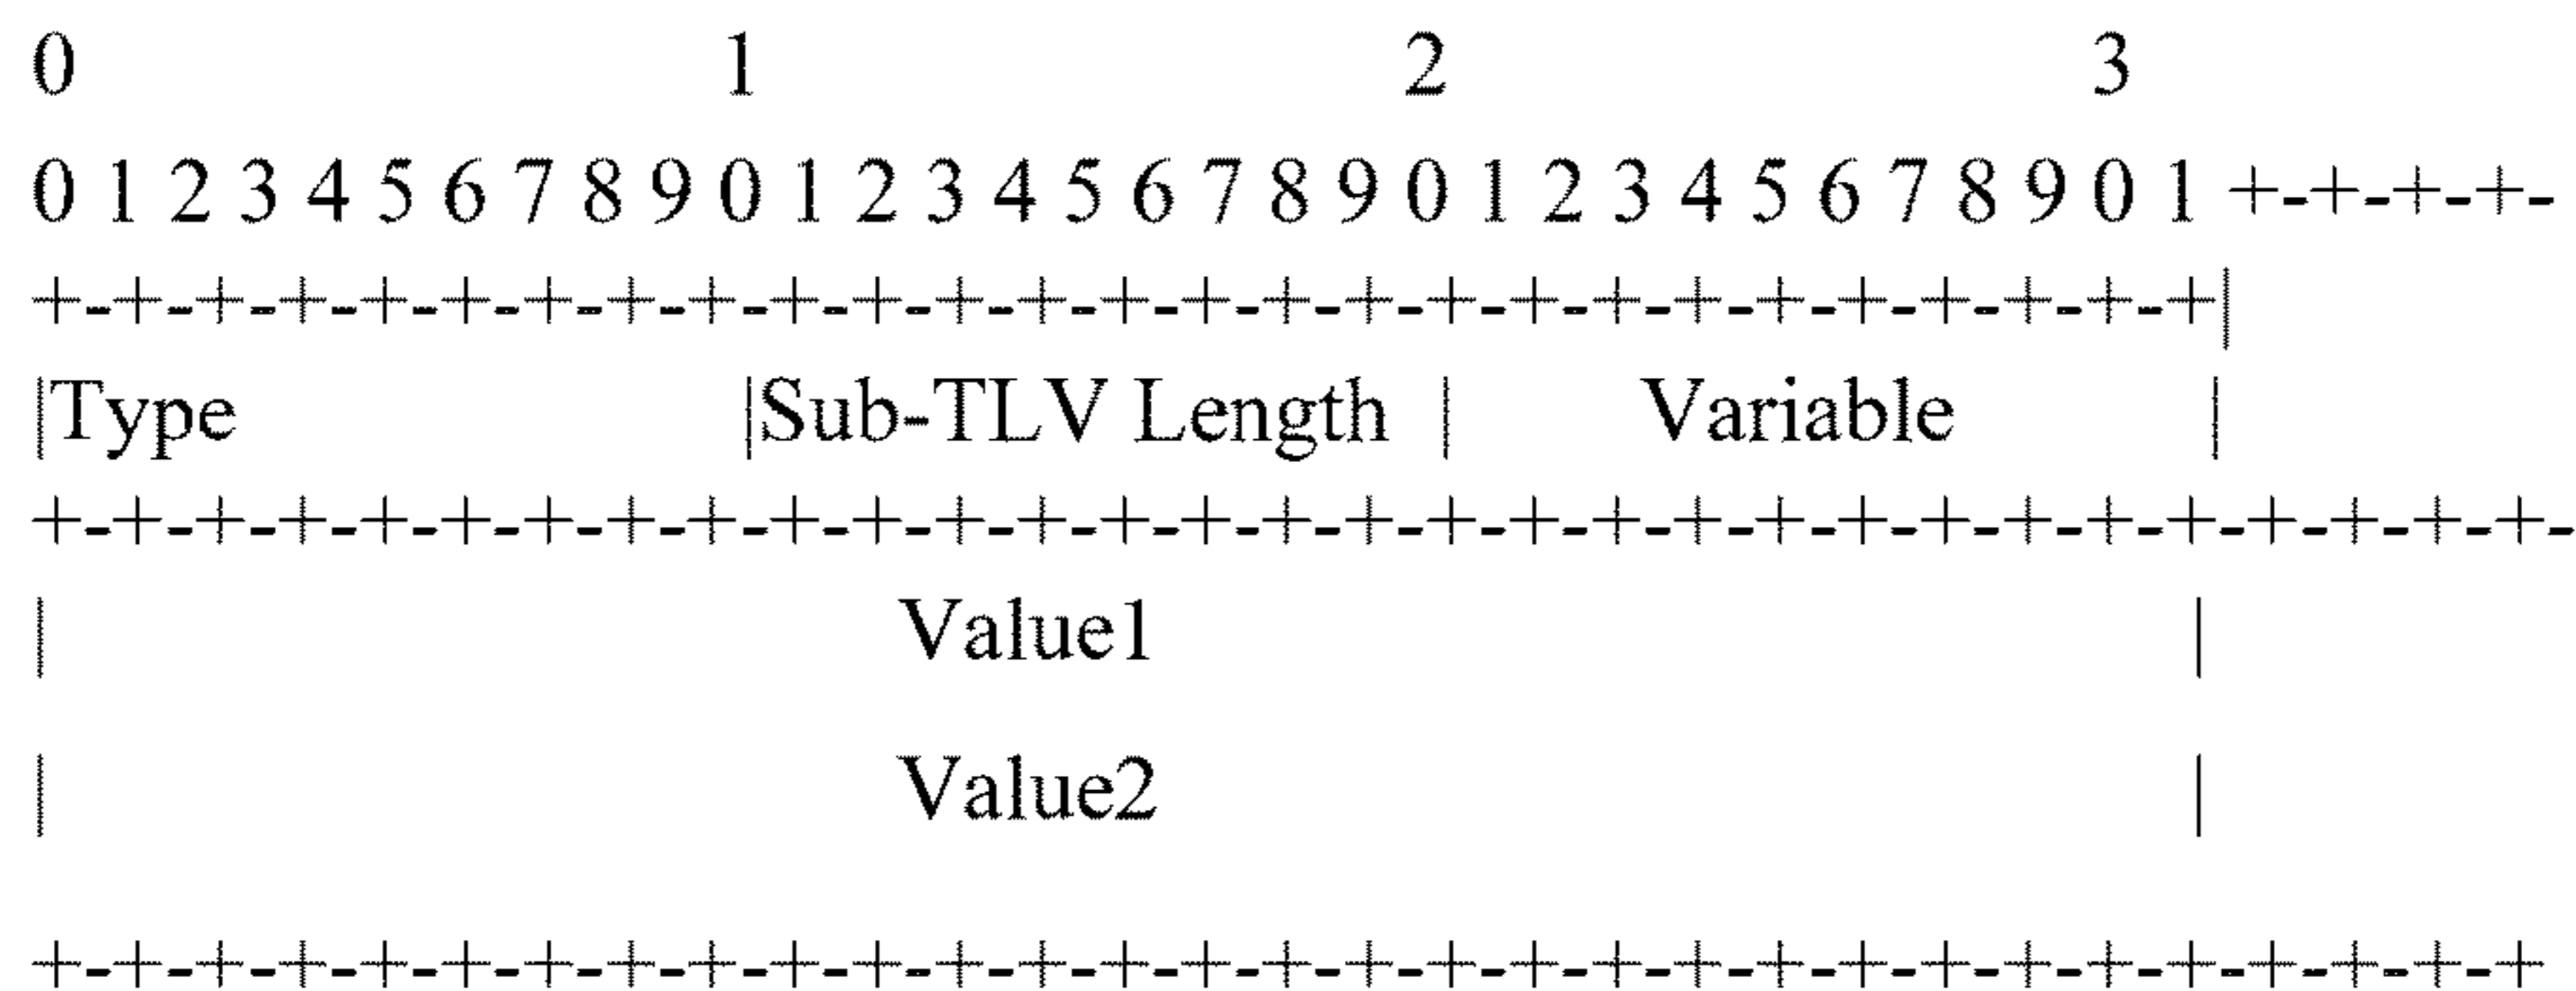 0 1 2 3
0 1 2 3 4 5 6 7 8 9 0 1 2 3 4 5 6 7 8 9 0 1 2 3 4 5 6 7 8 9 0 1 +-+-+-+-
+-+-+-+-+-+-+-+-+-+-+-+-+-+-+-+-+-+-+-+-+-+-+-+-+-+-+|
|Type |Sub-TLV Length | Variable |
+-+-+-+-+-+-+-+-+-+-+-+-+-+-+-+-+-+-+-+-+-+-+-+-+-+-+-+-+-+-+-
| Value1 |
| Value2 |
+-+-+-+-+-+-+-+-+-+-+-+-+-+-+-+-+-+-+-+-+-+-+-+-+-+-+-+-+-+-+